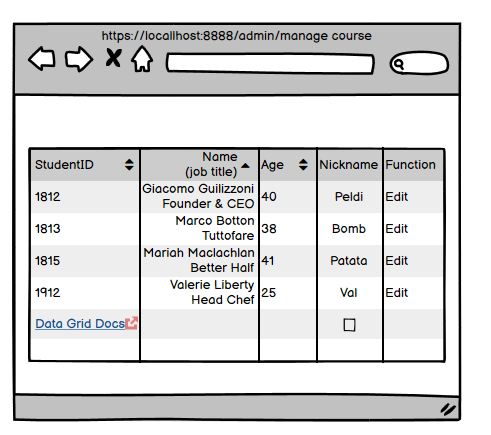 https://localhost:8888/admin/manage course
StudentID Name (job title) Age Nickname Function
1812 Giacomo Guilizzoni 40 Peldi Edit
Founder & CEO
1813 Marco Botton 38 Bomb Edit
Tuttofare
1815 Mariah Maclachlan 41 Patata Edit
Better Half
1912 Valerie Liberty 25 Val Edit
Head Chef
Data Grid Docs